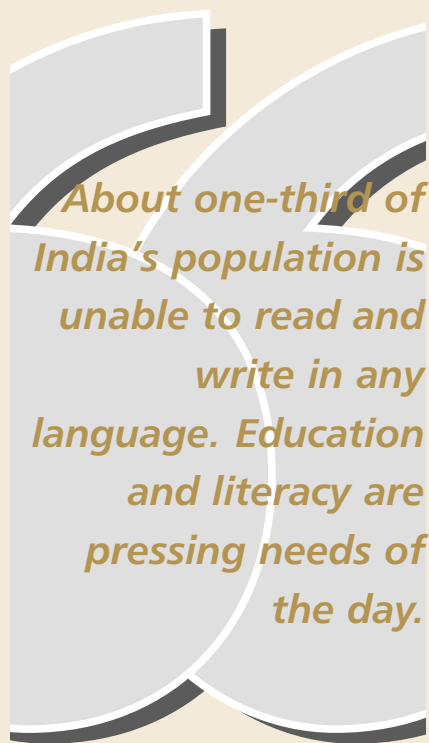 About one-third of
India’s population is
unable to read and
write in any
language. Education
and literacy are
pressing needs of
the day.